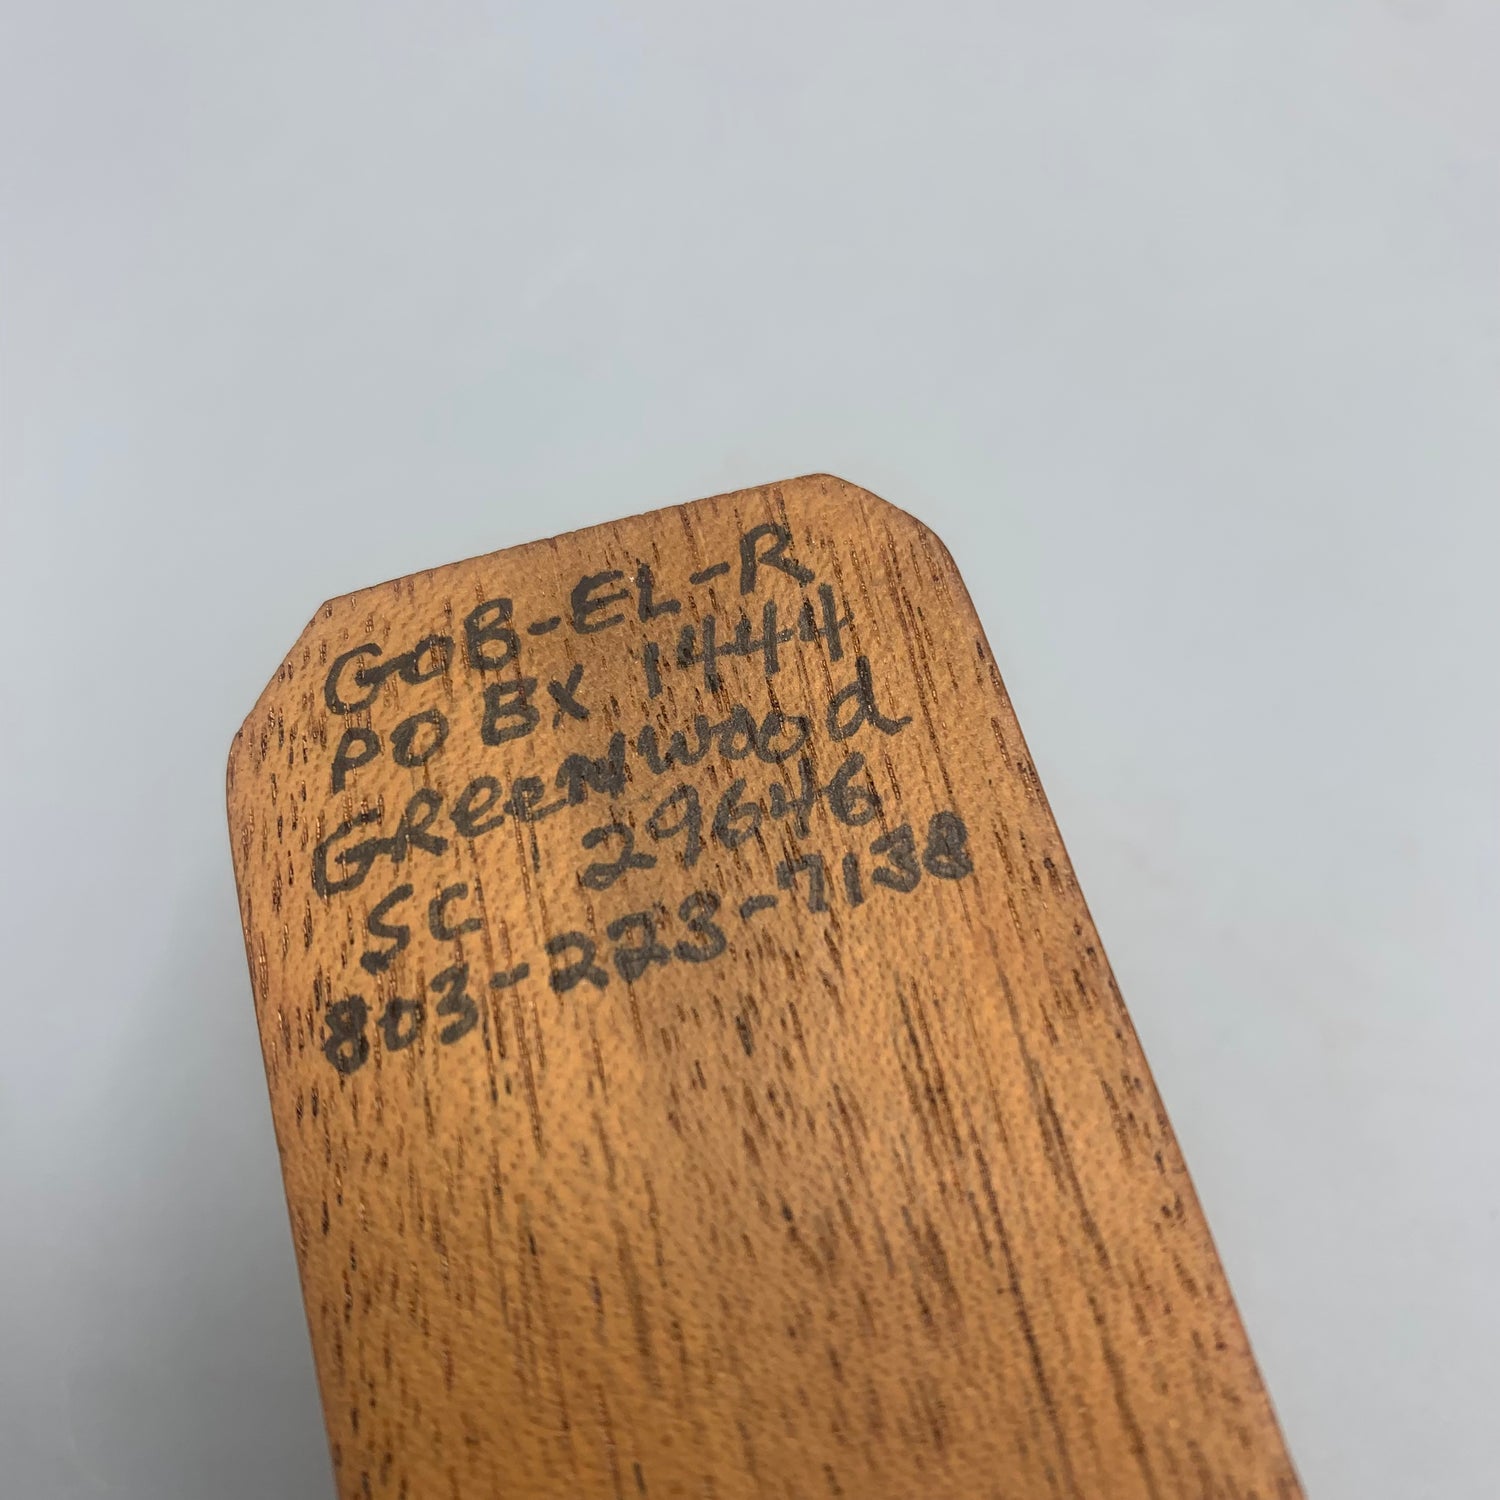 GOB-EL-R
PO BX 1444
GReeNwood
SC 29646
803-223-7138